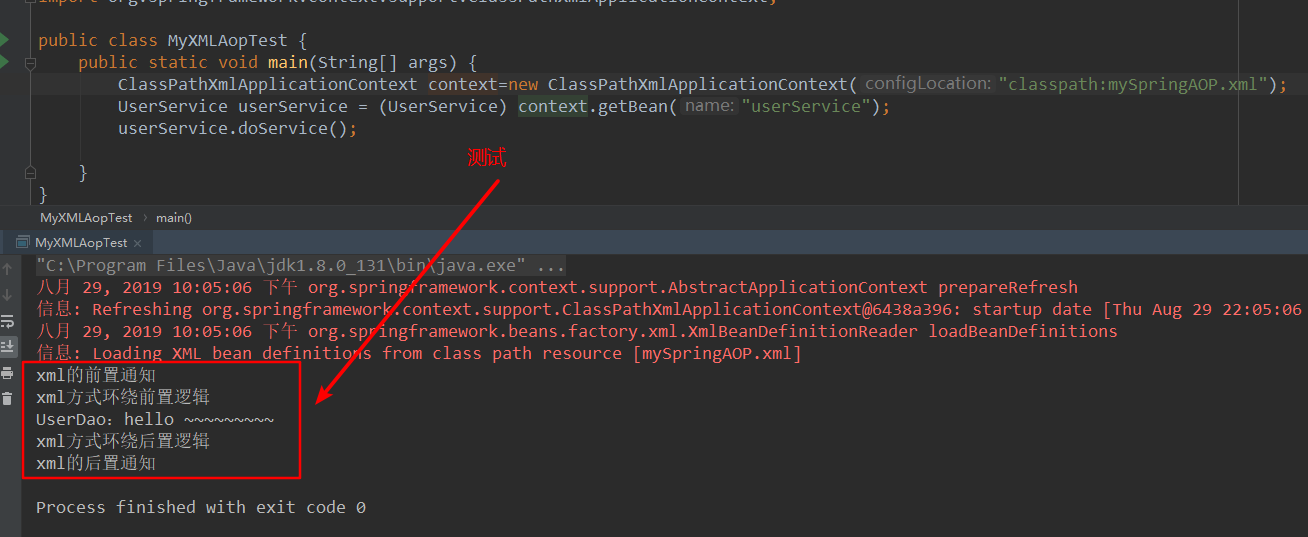 import org.springframework.context.support.ClassPathXmlApplicationContext;
public class MyXMLAopTest {
public static void main(String[] args) {
ClassPathXmlApplicationContext context=new ClassPathXmlApplicationContext( configLocation: "classpath:mySpringAOP.xml");
UserService userService = (UserService) context.getBean( name: "userService");
userService.doService();
测试
}
}
MyXMLAopTest › main()
MyXMLAopTest ×
"C:\Program Files\Java\jdk1.8.0_131\bin\java.exe" ...
八月 29, 2019 10:05:06 下午 org.springframework.context.support.AbstractApplicationContext prepareRefresh
信息: Refreshing org.springframework.context.support.ClassPathXmlApplicationContext@6438a396: startup date [Thu Aug 29 22:05:06
八月 29, 2019 10:05:06 下午 org.springframework.beans.factory.xml.XmlBeanDefinitionReader loadBeanDefinitions
信息: Loading XML bean definitions from class path resource [mySpringAOP.xml]
xml的前置通知
xml方式环绕前置逻辑
UserDao：hello ~~~~~~~~~
xml方式环绕后置逻辑
xml的后置通知
Process finished with exit code 0